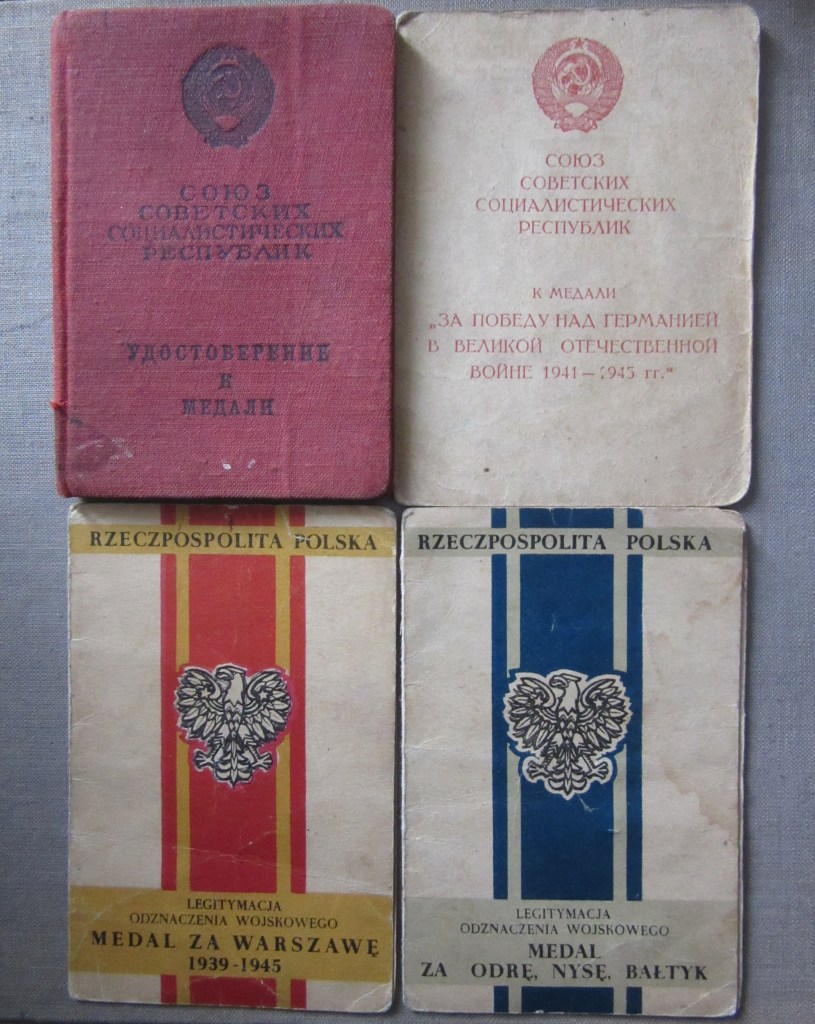 СОЮЗ
СОВЕТСКИХ
СОЦИАЛИСТИЧЕСКИХ
РЕСПУБЛИК
УДОСТОВЕРЕНИЕ
К
МЕДАЛИ
СОЮЗ
СОВЕТСКИХ
СОЦИАЛИСТИЧЕСКИХ
РЕСПУБЛИК
К МЕДАЛИ
„ЗА ПОБЕДУ НАД ГЕРМАНИЕЙ
В ВЕЛИКОЙ ОТЕЧЕСТВЕННОЙ
ВОЙНЕ 1941 — 1945 гг.“
RZECZPOSPOLITA POLSKA
LEGITYMACJA
ODZNACZENIA WOJSKOWEGO
MEDAL ZA WARSZAWĘ
1939-1945
RZECZPOSPOLITA POLSKA
LEGITYMACJA
ODZNACZENIA WOJSKOWEGO
MEDAL
ZA ODRĘ, NYSĘ, BAŁTYK